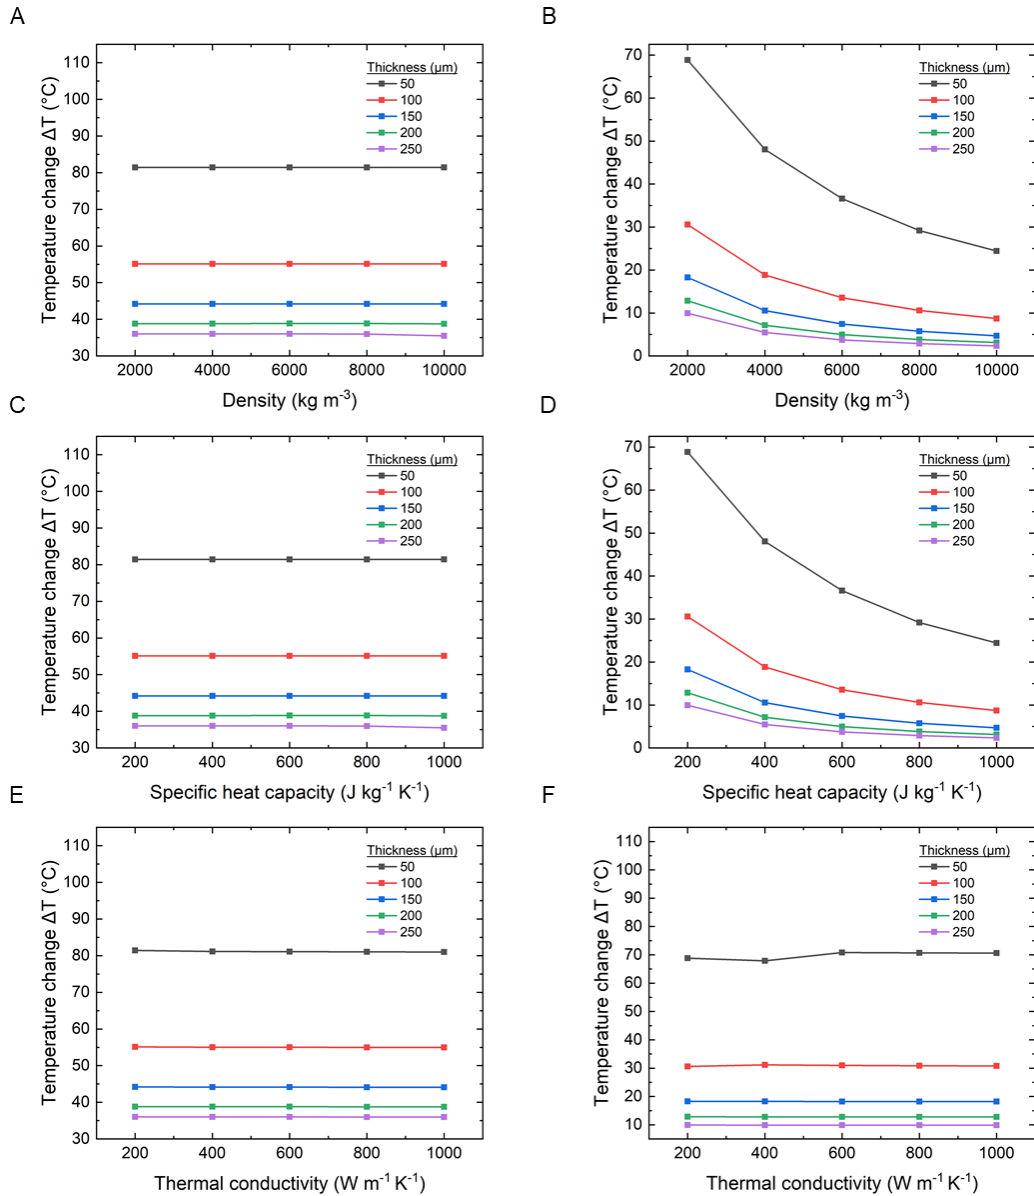 A
Temperature change ΔT (°C)
110
100
90
80
70
60
50
40
30
Thickness (µm)
50
100
150
200
250
2000 4000 6000 8000 10000
Density (kg m⁻³)
B
Temperature change ΔT (°C)
70
60
50
40
30
20
10
0
Thickness (µm)
50
100
150
200
250
2000 4000 6000 8000 10000
Density (kg m⁻³)
C
Temperature change ΔT (°C)
110
100
90
80
70
60
50
40
30
Thickness (µm)
50
100
150
200
250
200 400 600 800 1000
Specific heat capacity (J kg⁻¹ K⁻¹)
D
Temperature change ΔT (°C)
70
60
50
40
30
20
10
0
Thickness (µm)
50
100
150
200
250
200 400 600 800 1000
Specific heat capacity (J kg⁻¹ K⁻¹)
E
Temperature change ΔT (°C)
110
100
90
80
70
60
50
40
30
Thickness (µm)
50
100
150
200
250
200 400 600 800 1000
Thermal conductivity (W m⁻¹ K⁻¹)
F
Temperature change ΔT (°C)
110
100
90
80
70
60
50
40
30
20
10
Thickness (µm)
50
100
150
200
250
200 400 600 800 1000
Thermal conductivity (W m⁻¹ K⁻¹)